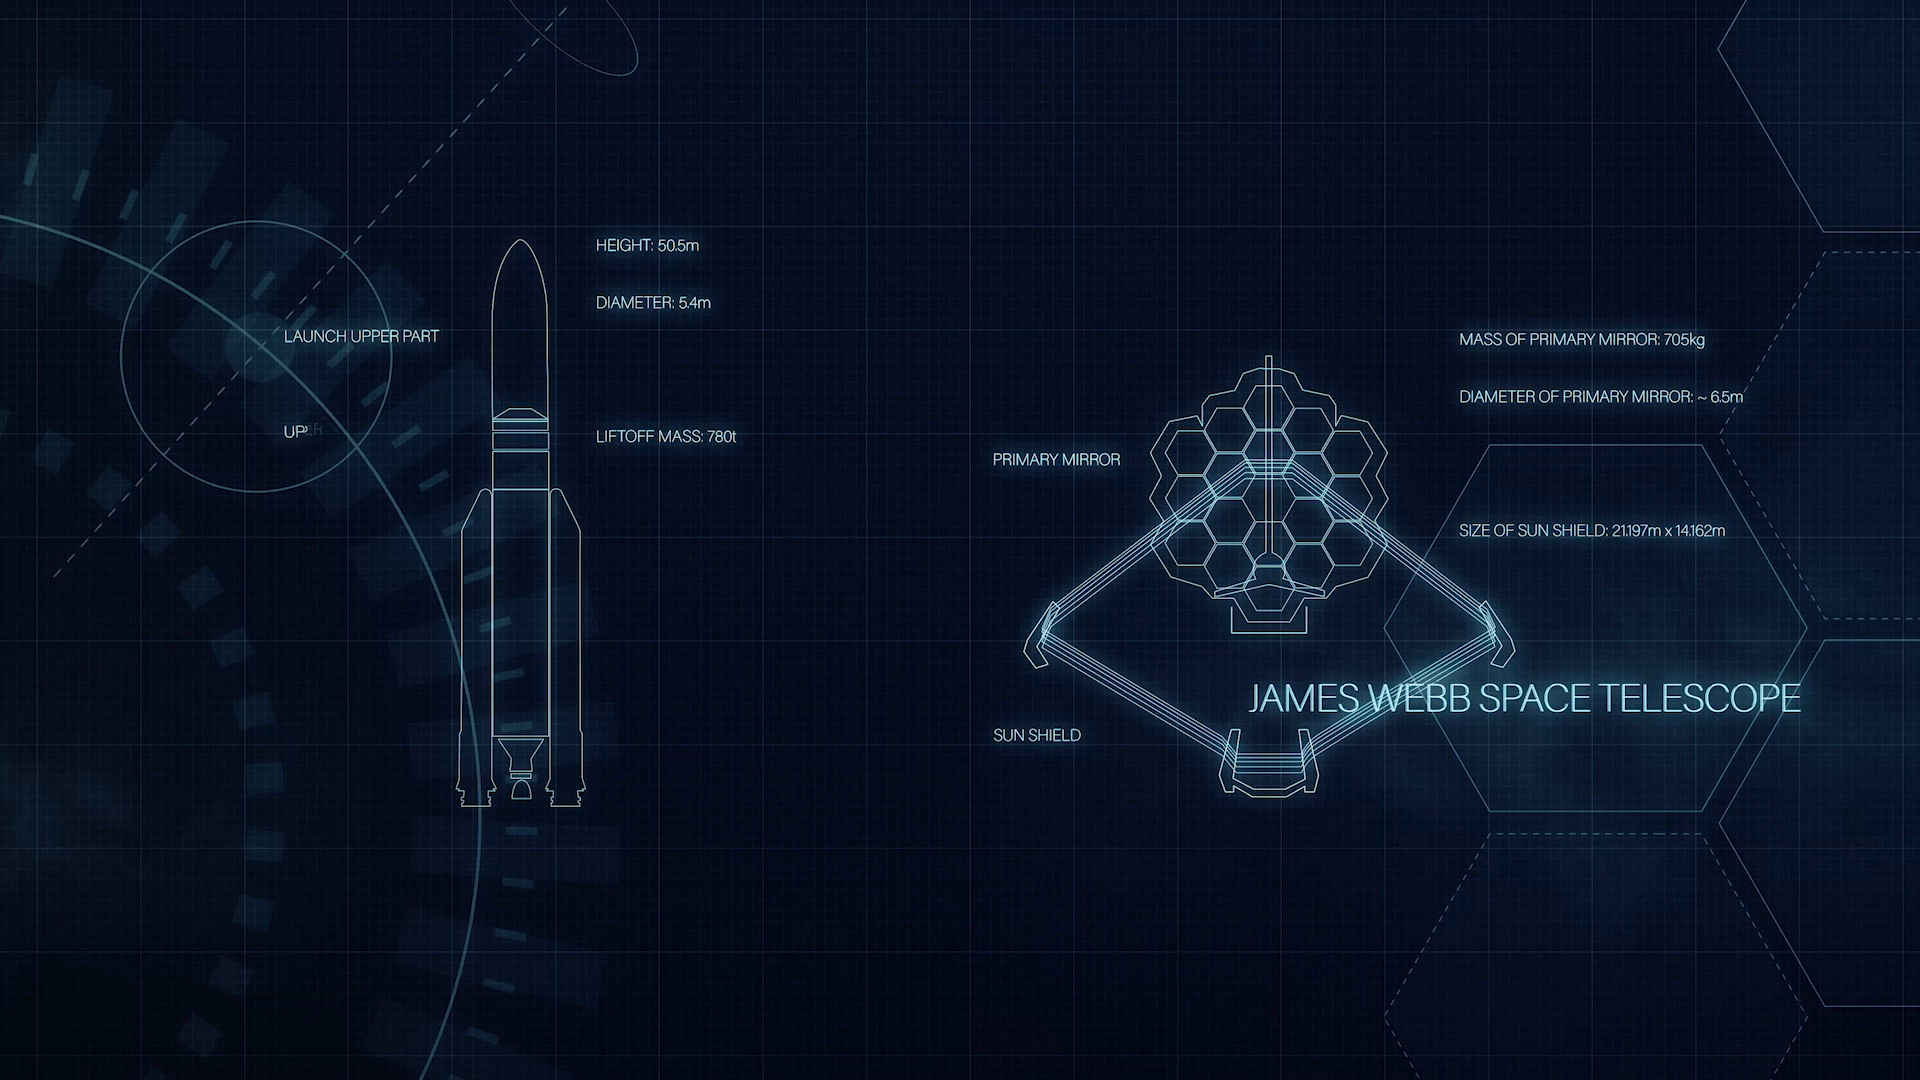 HEIGHT: 50.5m
DIAMETER: 5.4m
LAUNCH UPPER PART
LIFTOFF MASS: 780t
MASS OF PRIMARY MIRROR: 705kg
DIAMETER OF PRIMARY MIRROR: ~ 6.5m
PRIMARY MIRROR
SIZE OF SUN SHIELD: 21.197m x 14.162m
JAMES WEBB SPACE TELESCOPE
SUN SHIELD